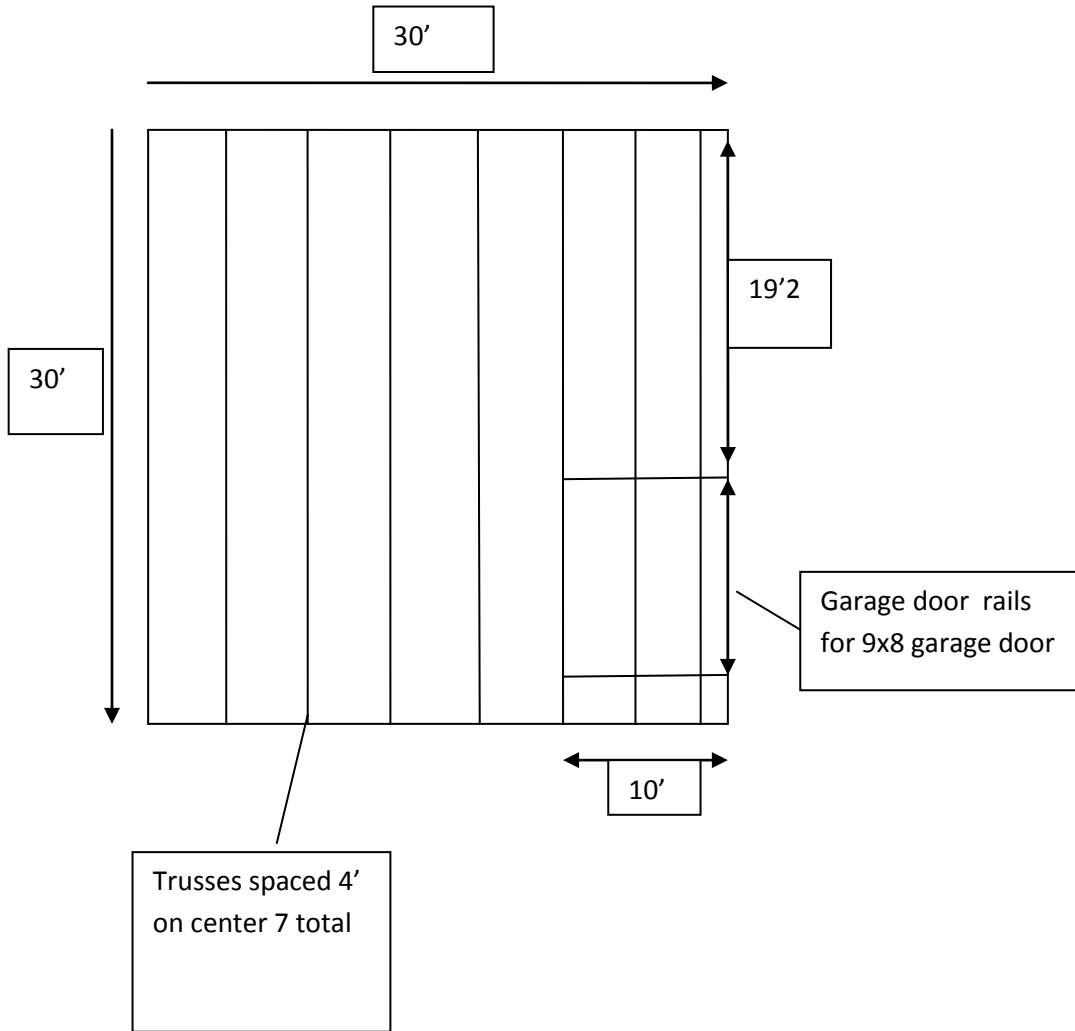 30’
19’2
30’
Garage door rails
for 9x8 garage door
10’
Trusses spaced 4’
on center 7 total